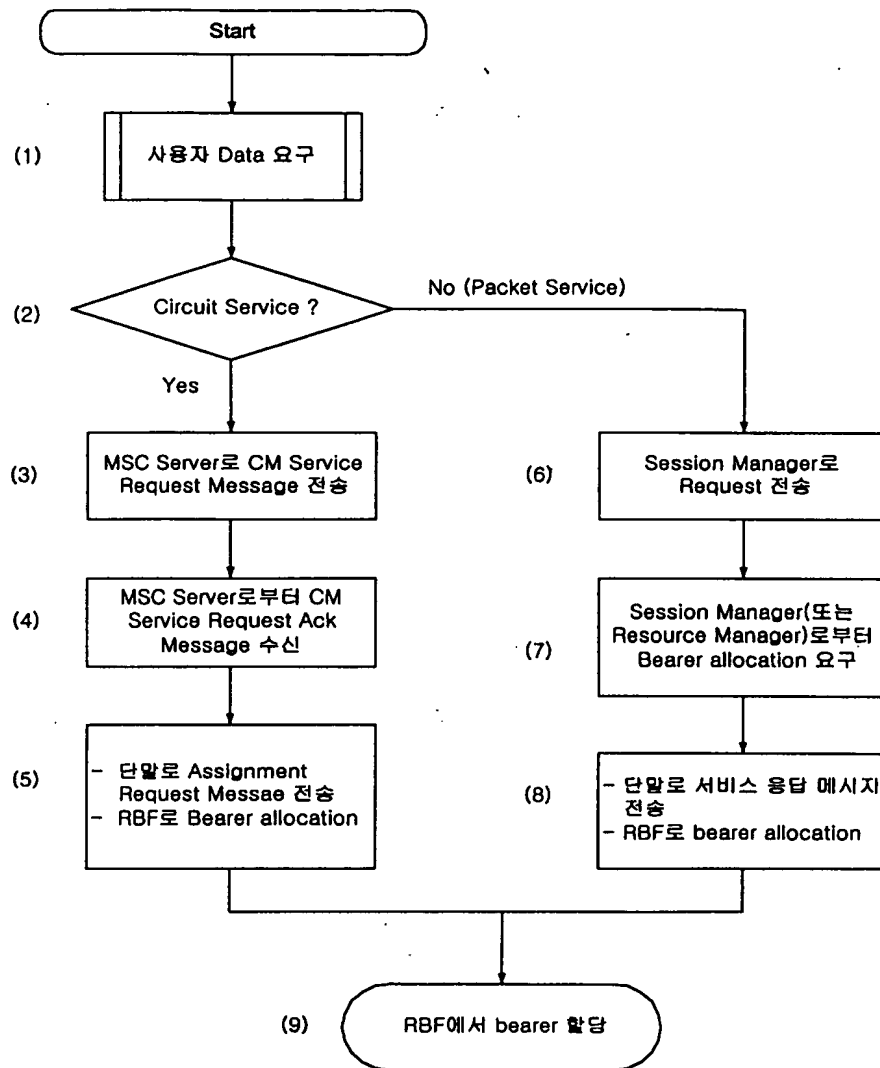 Start
(1)
사용자 Data 요구
(2)
Circuit Service ?
No (Packet Service)
Yes
(3)
MSC Server로 CM Service
Request Message 전송
(6)
Session Manager로
Request 전송
(4)
MSC Server로부터 CM
Service Request Ack
Message 수신
(7)
Session Manager(또는
Resource Manager)로부터
Bearer allocation 요구
(5)
- 단말로 Assignment
Request Messae 전송
- RBF로 Bearer allocation
(8)
- 단말로 서비스 응답 메시지
전송
- RBF로 bearer allocation
(9)
RBF에서 bearer 할당